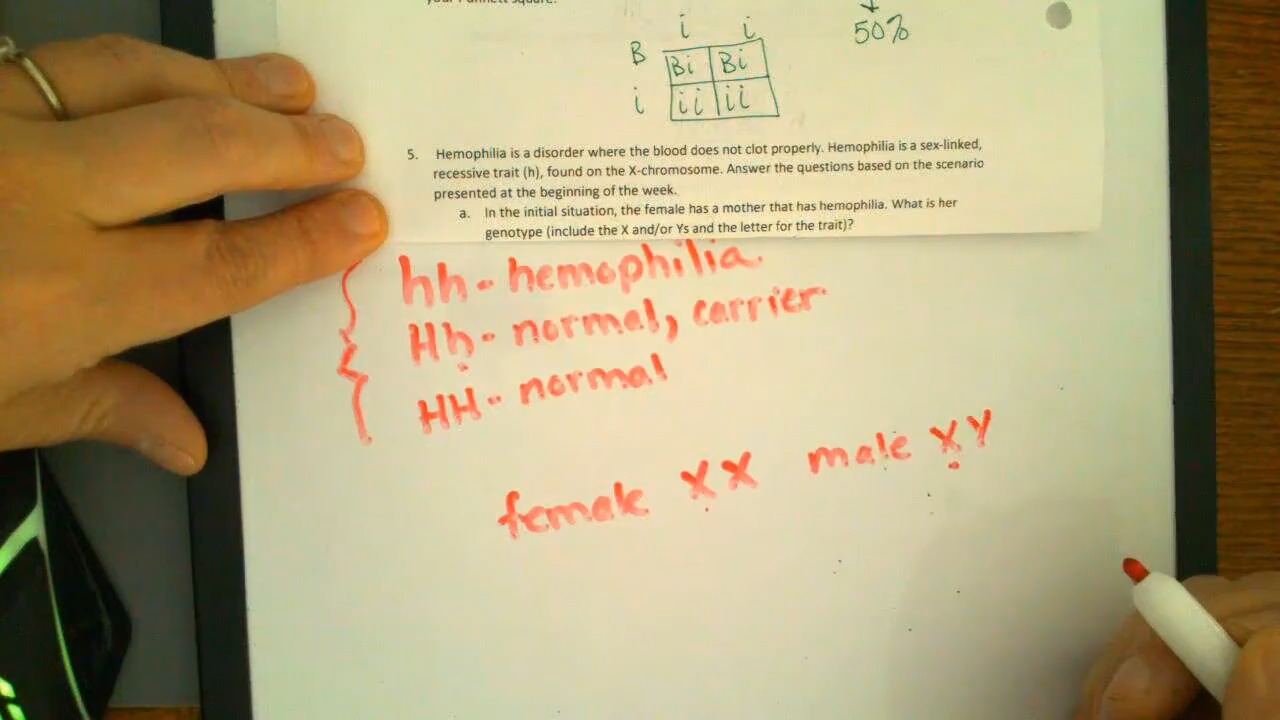 50%
i i
B Bi Bi
i ii ii
5. Hemophilia is a disorder where the blood does not clot properly. Hemophilia is a sex-linked,
recessive trait (h), found on the X-chromosome. Answer the questions based on the scenario
presented at the beginning of the week.
a. In the initial situation, the female has a mother that has hemophilia. What is her
genotype (include the X and/or Ys and the letter for the trait)?
hh - hemophilia
Hh - normal, carrier
HH - normal
female XX male XY